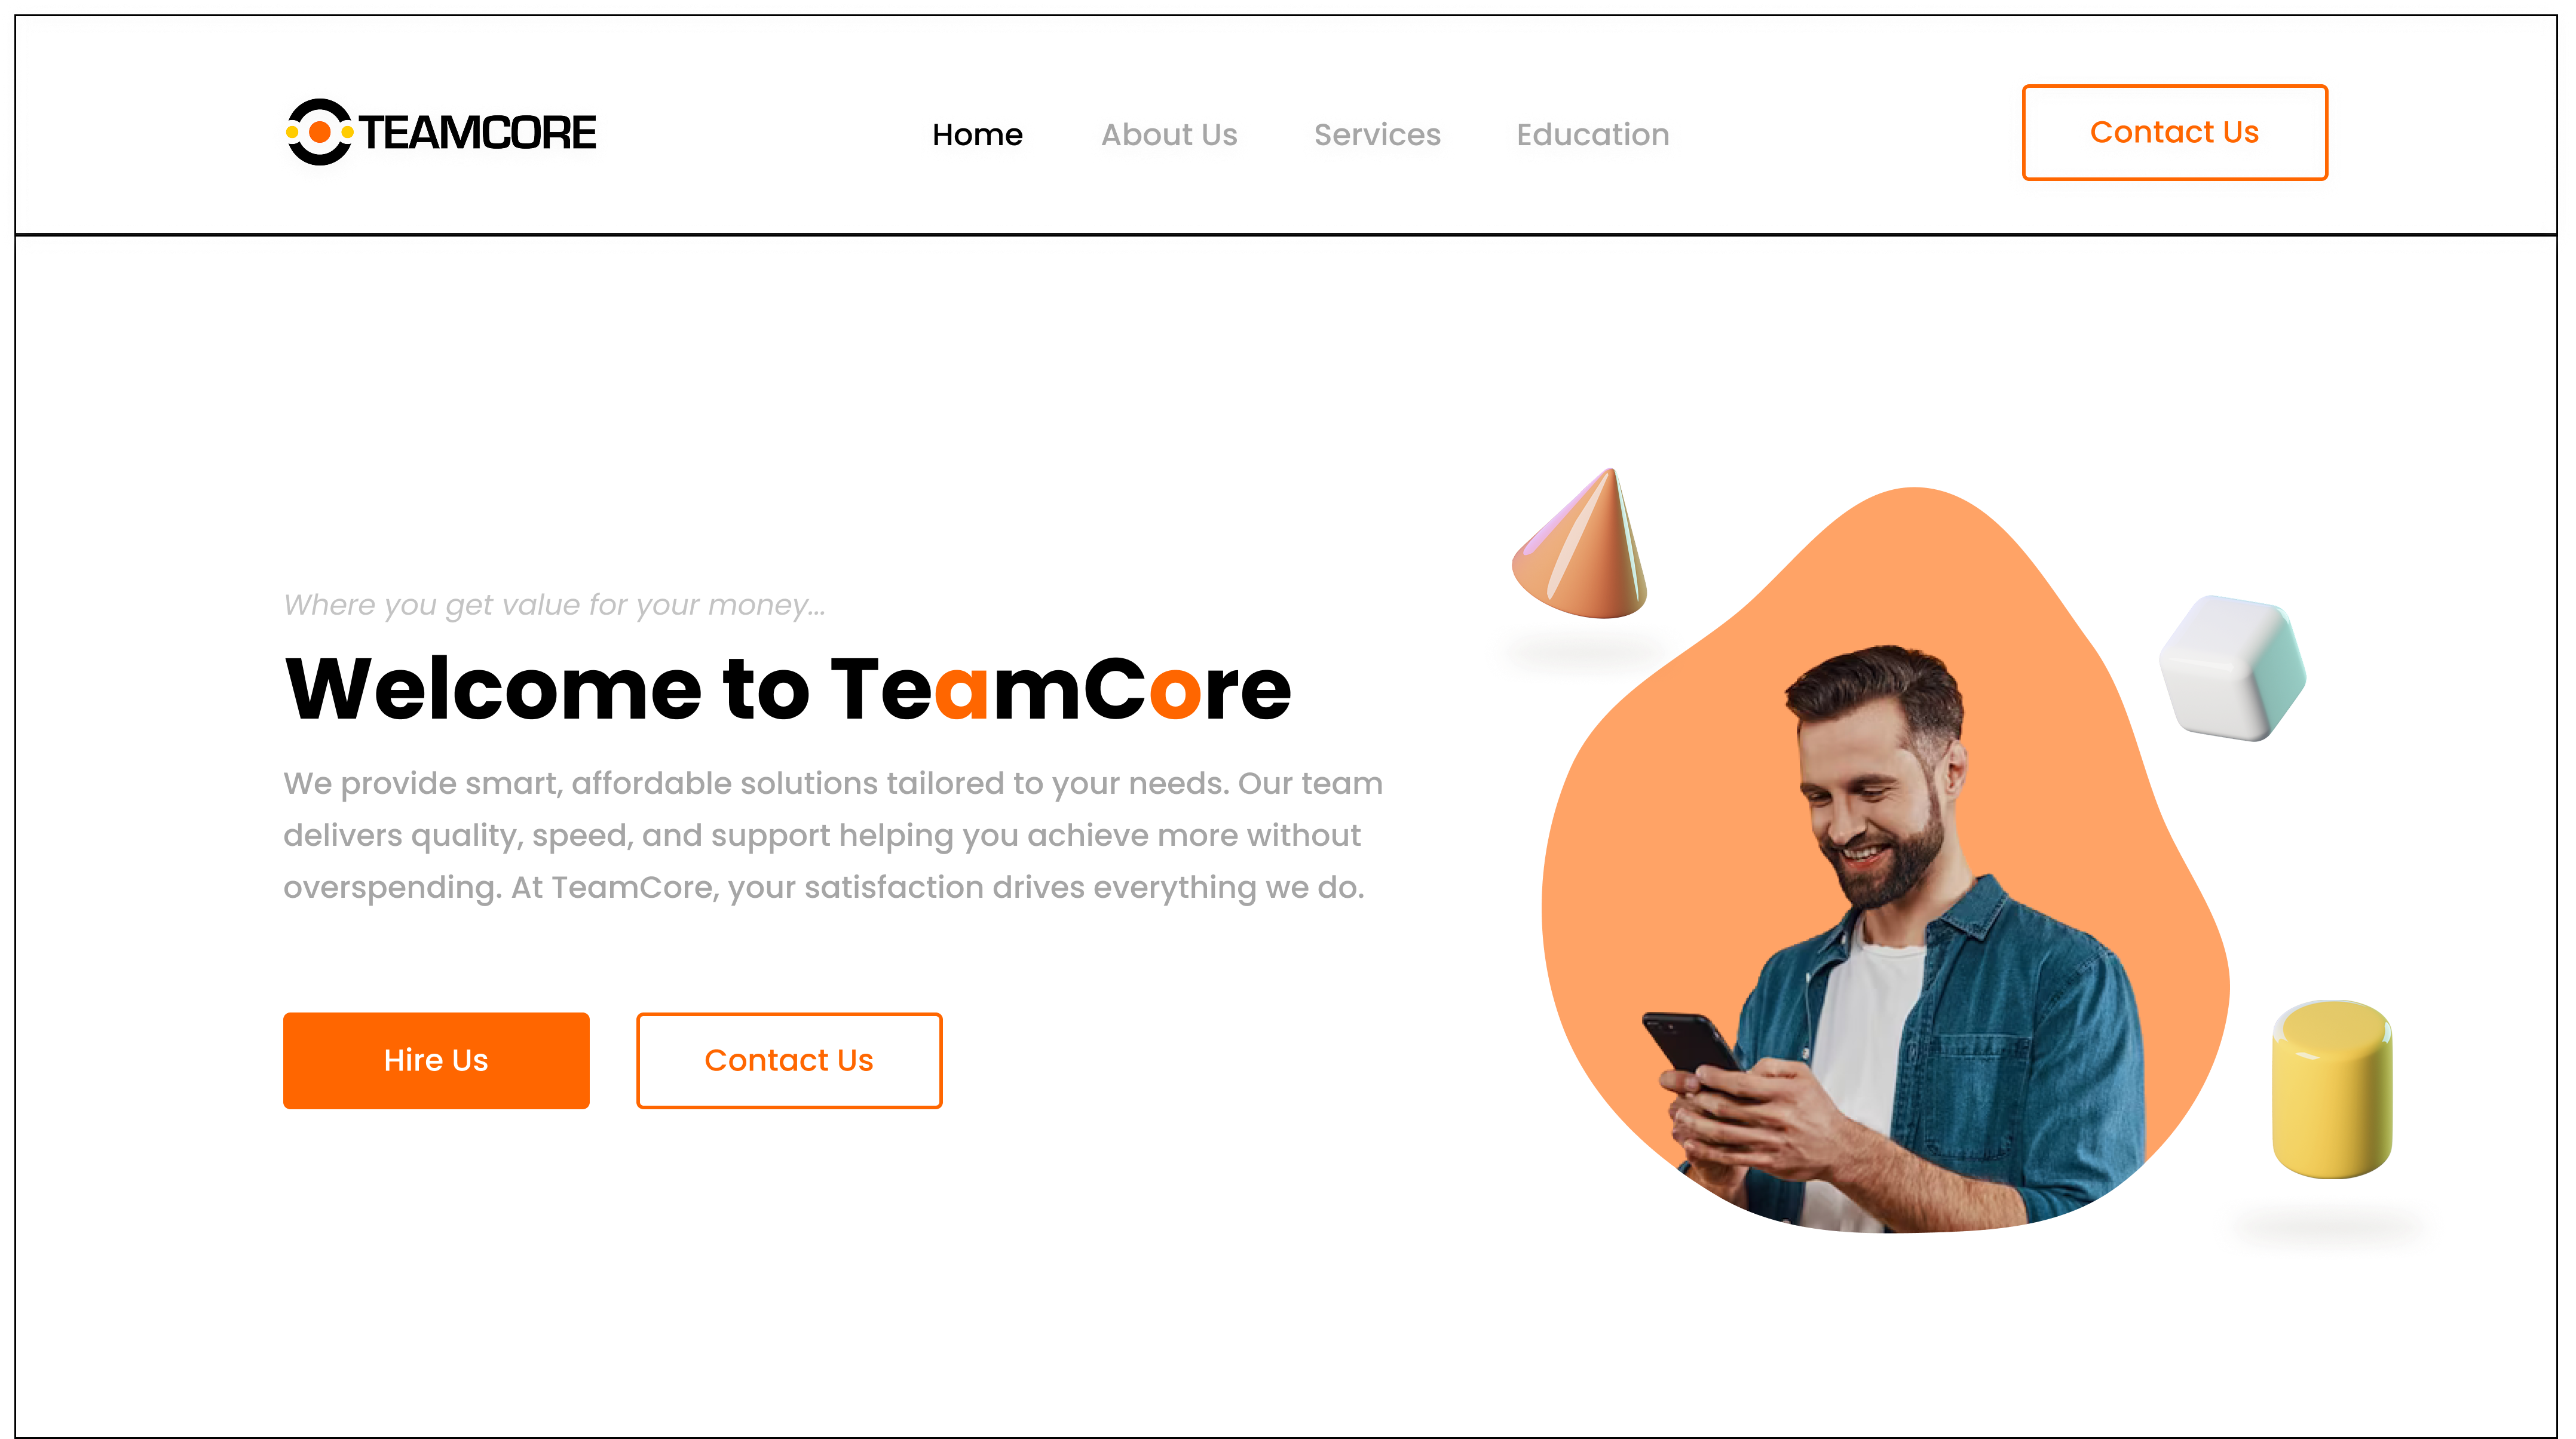 TEAMCORE
Home About Us Services Education
Contact Us
Where you get value for your money...
Welcome to TeamCore
We provide smart, affordable solutions tailored to your needs. Our team
delivers quality, speed, and support helping you achieve more without
overspending. At TeamCore, your satisfaction drives everything we do.
Hire Us
Contact Us